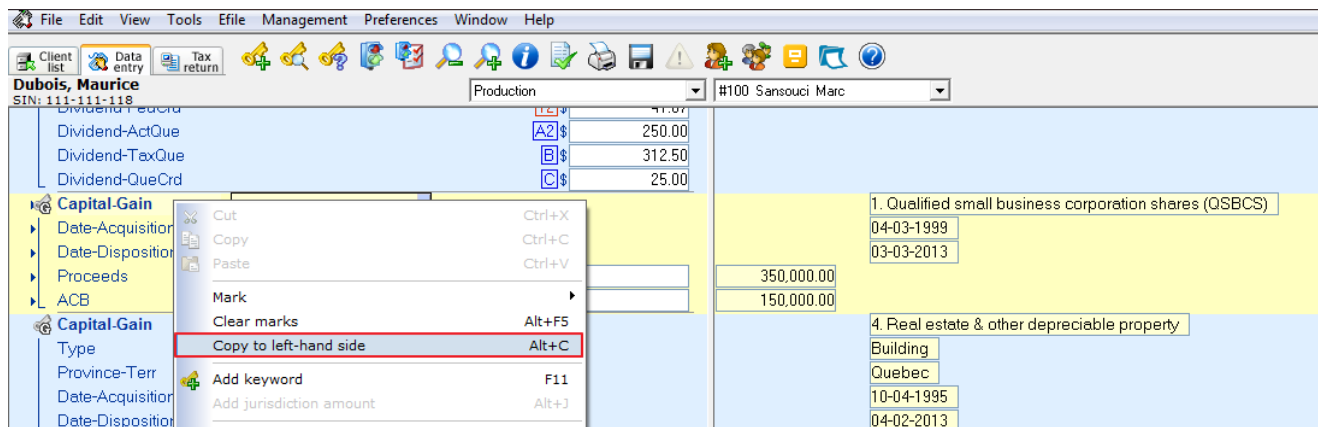 File Edit View Tools Efile Management Preferences Window Help
Client list Data entry Tax return
Dubois, Maurice
SIN: 111-111-118 Production #100 Sansouci Marc
Dividend-FedCrd T2 $ 41.67
Dividend-ActQue A2 $ 250.00
Dividend-TaxQue B $ 312.50
Dividend-QueCrd C $ 25.00
Capital-Gain 1. Qualified small business corporation shares (QSBCS)
Date-Acquisition 04-03-1999
Date-Disposition 03-03-2013
Proceeds 350,000.00
ACB 150,000.00
Capital-Gain 4. Real estate & other depreciable property
Type Building
Province-Terr Quebec
Date-Acquisition 10-04-1995
Date-Disposition 04-02-2013
Cut Ctrl+X
Copy Ctrl+C
Paste Ctrl+V
Mark
Clear marks Alt+F5
Copy to left-hand side Alt+C
Add keyword F11
Add jurisdiction amount Alt+J